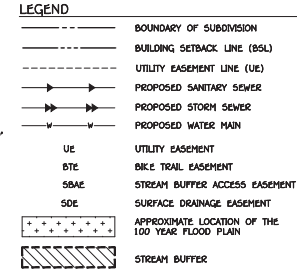 LEGEND
BOUNDARY OF SUBDIVISION
BUILDING SETBACK LINE (BSL)
UTILITY EASEMENT LINE (UE)
PROPOSED SANITARY SEWER
PROPOSED STORM SEWER
W W PROPOSED WATER MAIN
UE UTILITY EASEMENT
BTE BIKE TRAIL EASEMENT
SBAE STREAM BUFFER ACCESS EASEMENT
SDE SURFACE DRAINAGE EASEMENT
APPROXIMATE LOCATION OF THE
100 YEAR FLOOD PLAIN
STREAM BUFFER